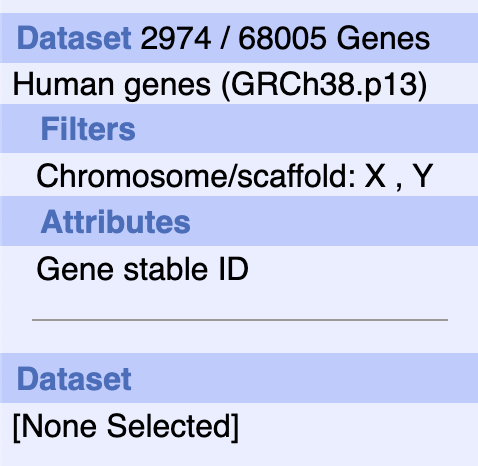 Dataset 2974 / 68005 Genes
Human genes (GRCh38.p13)
Filters
Chromosome/scaffold: X , Y
Attributes
Gene stable ID
Dataset
[None Selected]